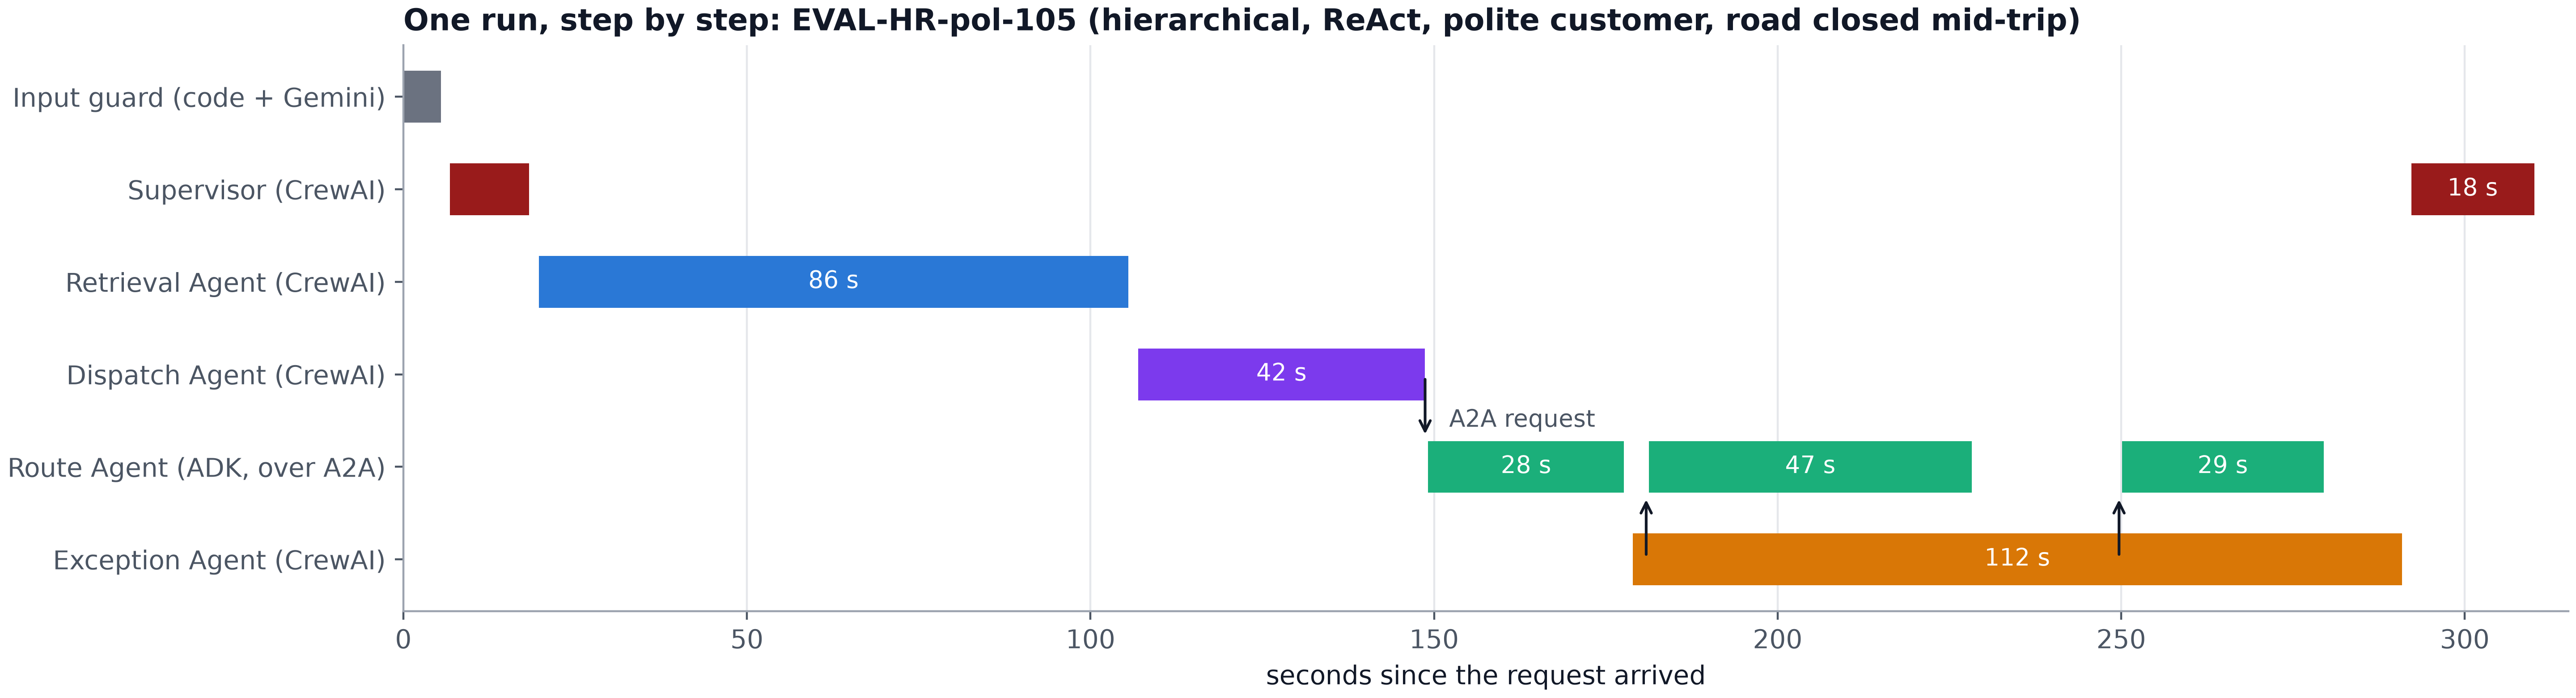 One run, step by step: EVAL-HR-pol-105 (hierarchical, ReAct, polite customer, road closed mid-trip)
Input guard (code + Gemini)
Supervisor (CrewAI)
18 s
Retrieval Agent (CrewAI)
86 s
Dispatch Agent (CrewAI)
42 s
A2A request
Route Agent (ADK, over A2A)
28 s
47 s
29 s
Exception Agent (CrewAI)
112 s
0 50 100 150 200 250 300
seconds since the request arrived